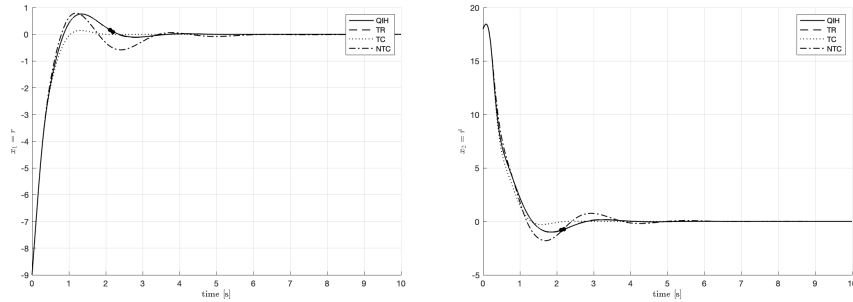 1
0
-1
-2
-3
-4
-5
-6
-7
-8
-9
x₁ = r
0 1 2 3 4 5 6 7 8 9 10
time [s]
QIH
TR
TC
NTC
20
15
10
5
0
-5
x₂ = ṙ
0 1 2 3 4 5 6 7 8 9 10
time [s]
QIH
TR
TC
NTC